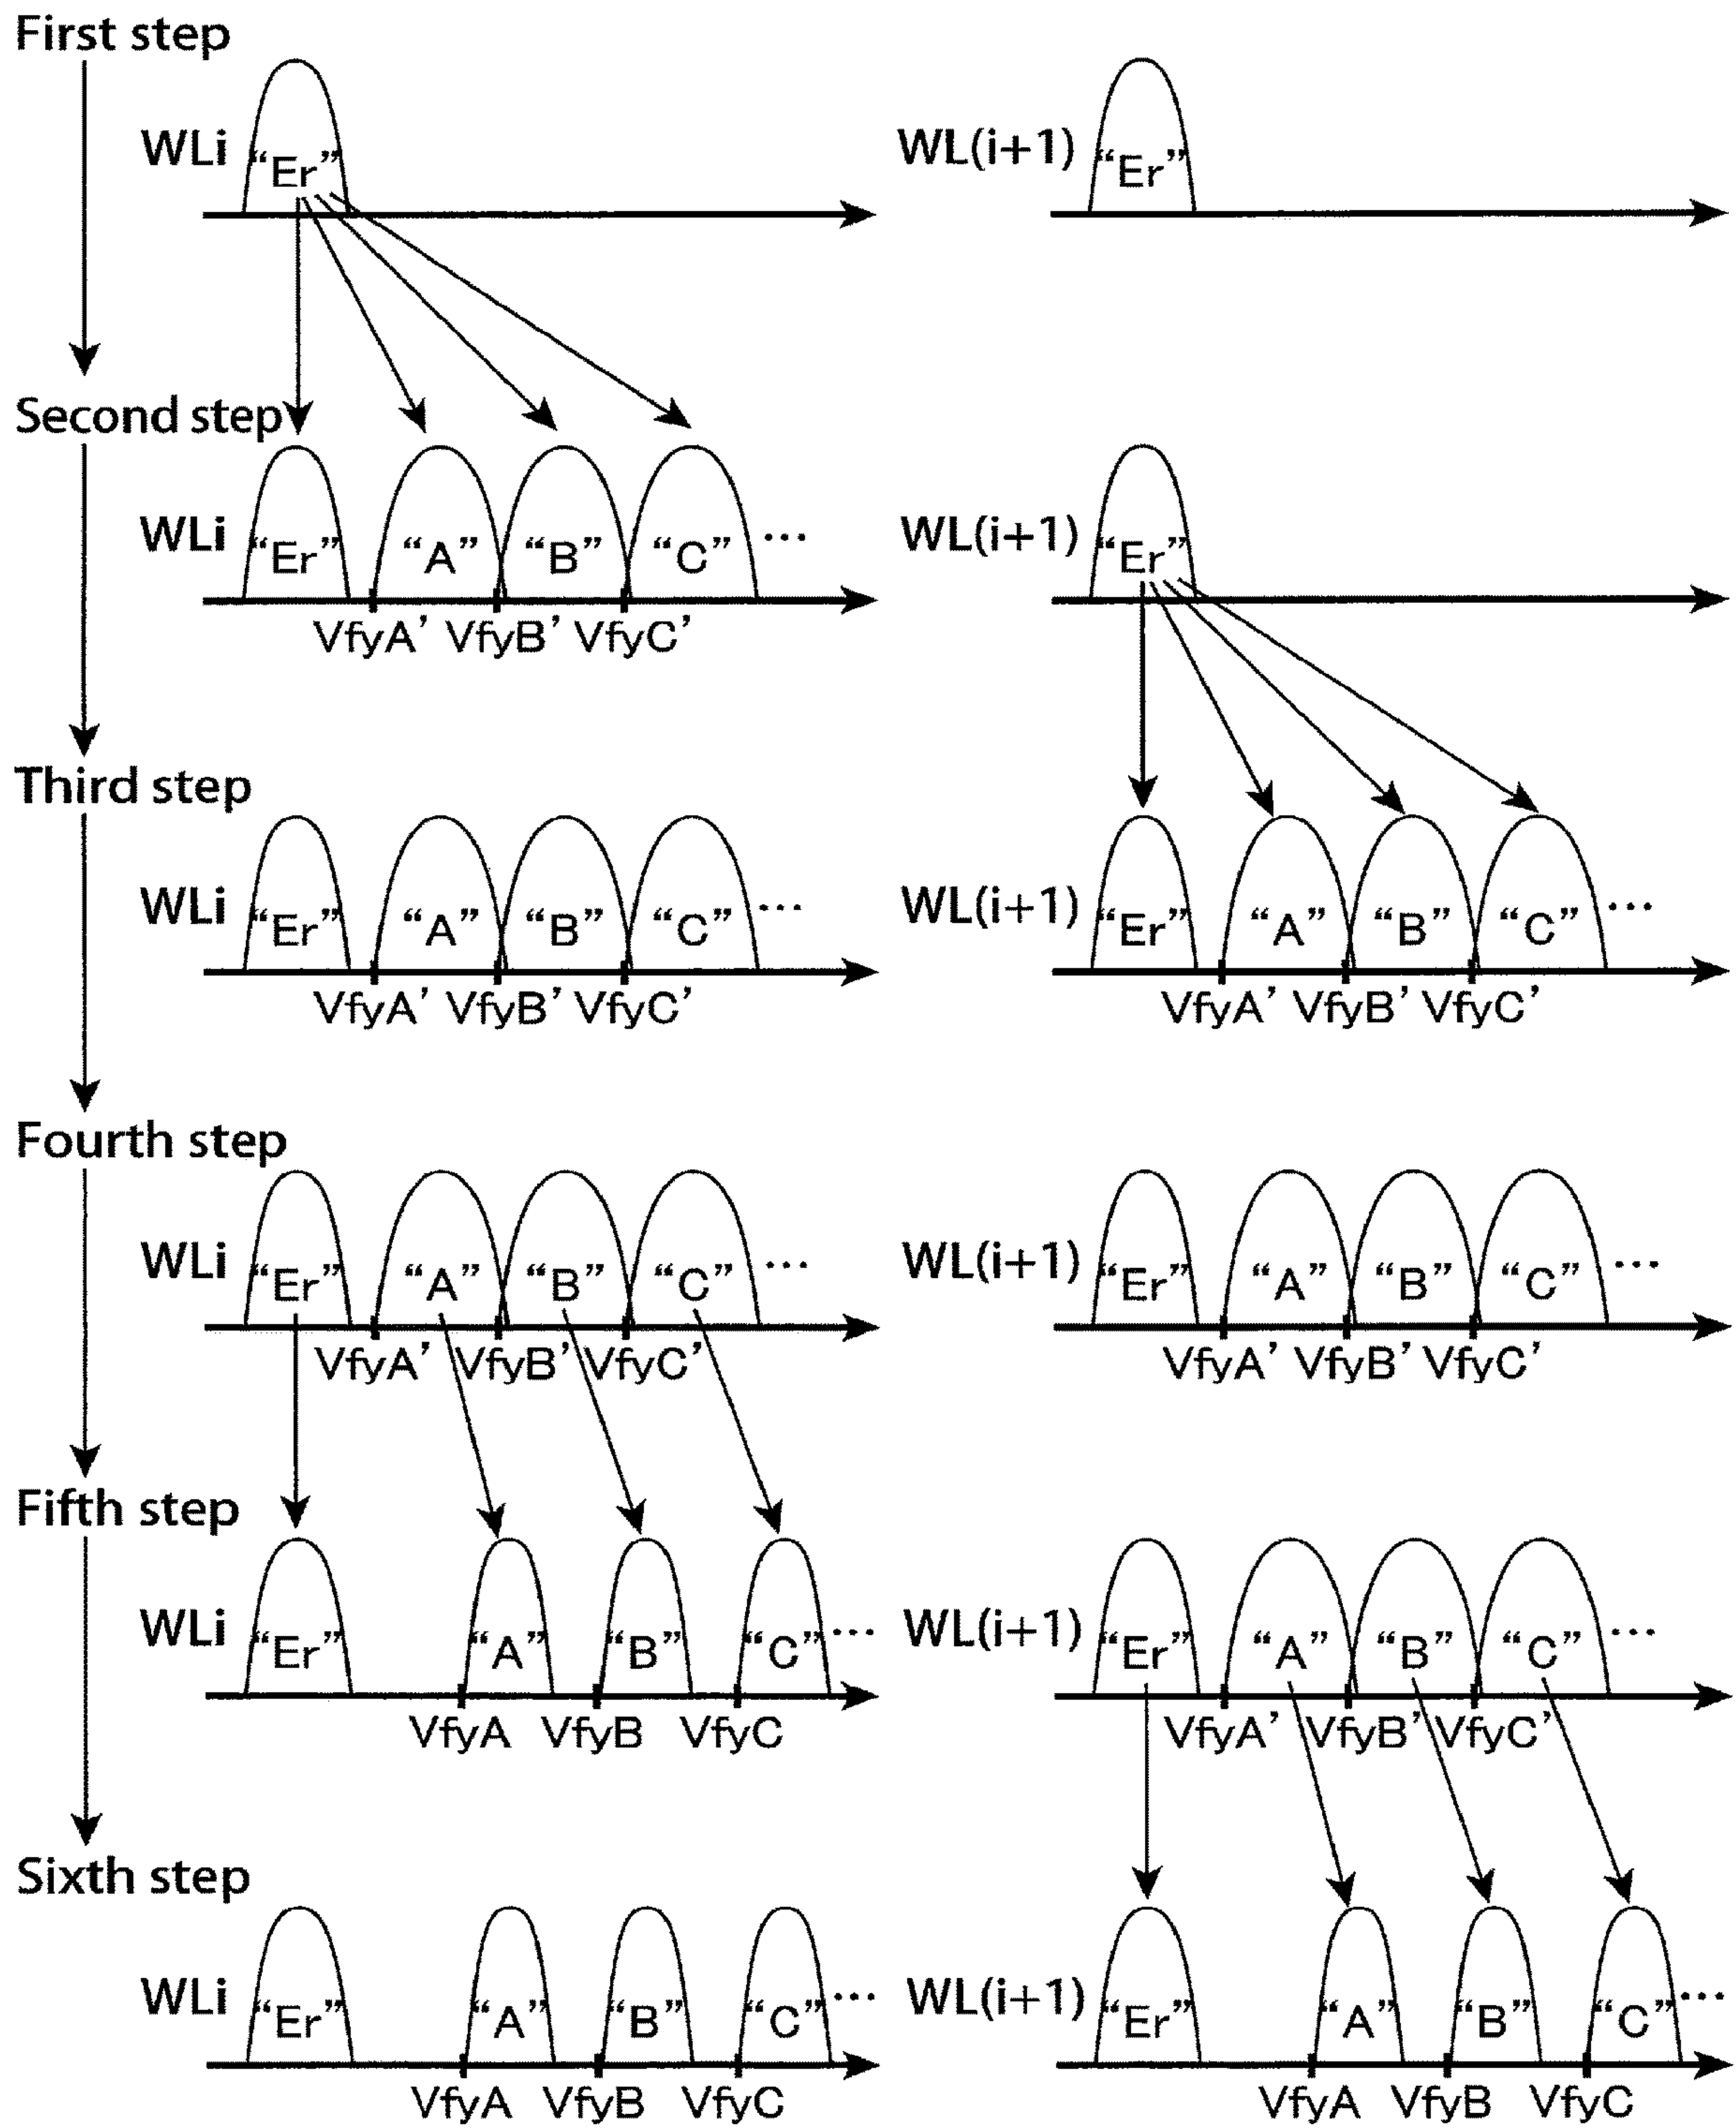 First step
WLi “Er” WL(i+1) “Er”
Second step
WLi “Er” “A” “B” “C” ... WL(i+1) “Er”
VfyA’ VfyB’ VfyC’
Third step
WLi “Er” “A” “B” “C” ... WL(i+1) “Er” “A” “B” “C” ...
VfyA’ VfyB’ VfyC’ VfyA’ VfyB’ VfyC’
Fourth step
WLi “Er” “A” “B” “C” ... WL(i+1) “Er” “A” “B” “C” ...
VfyA’ VfyB’ VfyC’ VfyA’ VfyB’ VfyC’
Fifth step
WLi “Er” “A” “B” “C” ... WL(i+1) “Er” “A” “B” “C” ...
VfyA VfyB VfyC VfyA’ VfyB’ VfyC’
Sixth step
WLi “Er” “A” “B” “C” ... WL(i+1) “Er” “A” “B” “C” ...
VfyA VfyB VfyC VfyA VfyB VfyC